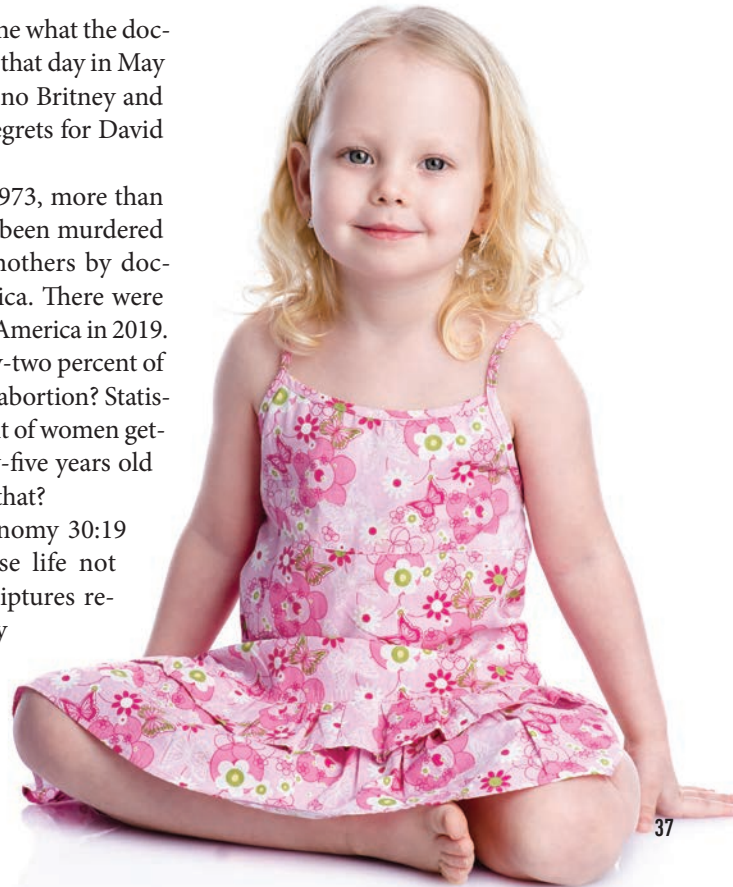 ne what the doc-
that day in May
no Britney and
egrets for David
973, more than
been murdered
nothers by doc-
ica. There were
America in 2019.
y-two percent of
abortion? Statis-
t of women get-
y-five years old
that?
nomy 30:19
se life not
iptures re-
y
37